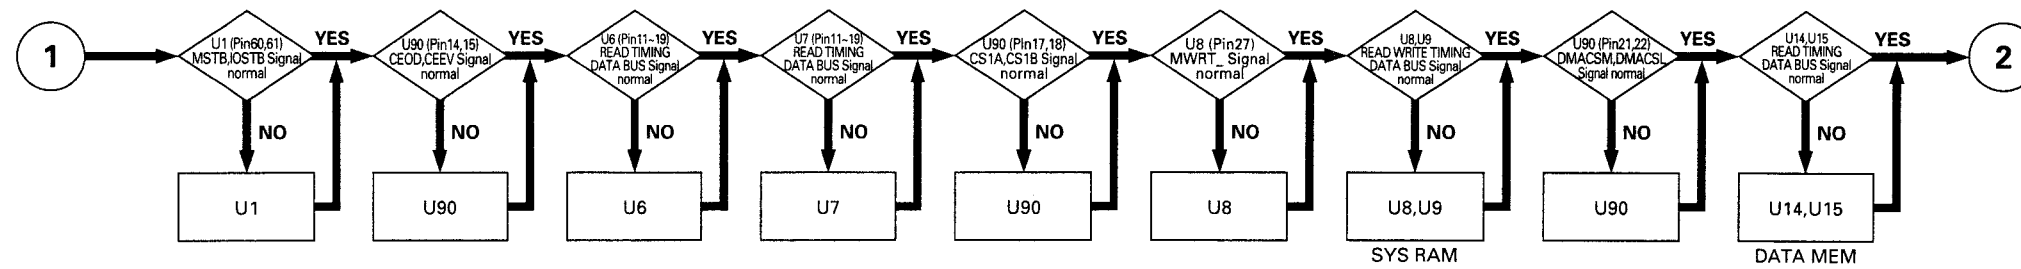 1
U1 (Pin60,61)
MSTB,IOSTB Signal
normal
YES
NO
U1
U90 (Pin14,15)
CEOD,CEEV Signal
normal
YES
NO
U90
U6 (Pin11~19)
READ TIMING
DATA BUS Signal
normal
YES
NO
U6
U7 (Pin11~19)
READ TIMING
DATA BUS Signal
normal
YES
NO
U7
U90 (Pin17,18)
CS1A,CS1B Signal
normal
YES
NO
U90
U8 (Pin27)
MWRT_ Signal
normal
YES
NO
U8
U8,U9
READ WRITE TIMING
DATA BUS Signal
normal
YES
NO
U8,U9
SYS RAM
U90 (Pin21,22)
DMACSM,DMACSL
Signal normal
YES
NO
U90
U14,U15
READ TIMING
DATA BUS Signal
normal
YES
NO
U14,U15
DATA MEM
2